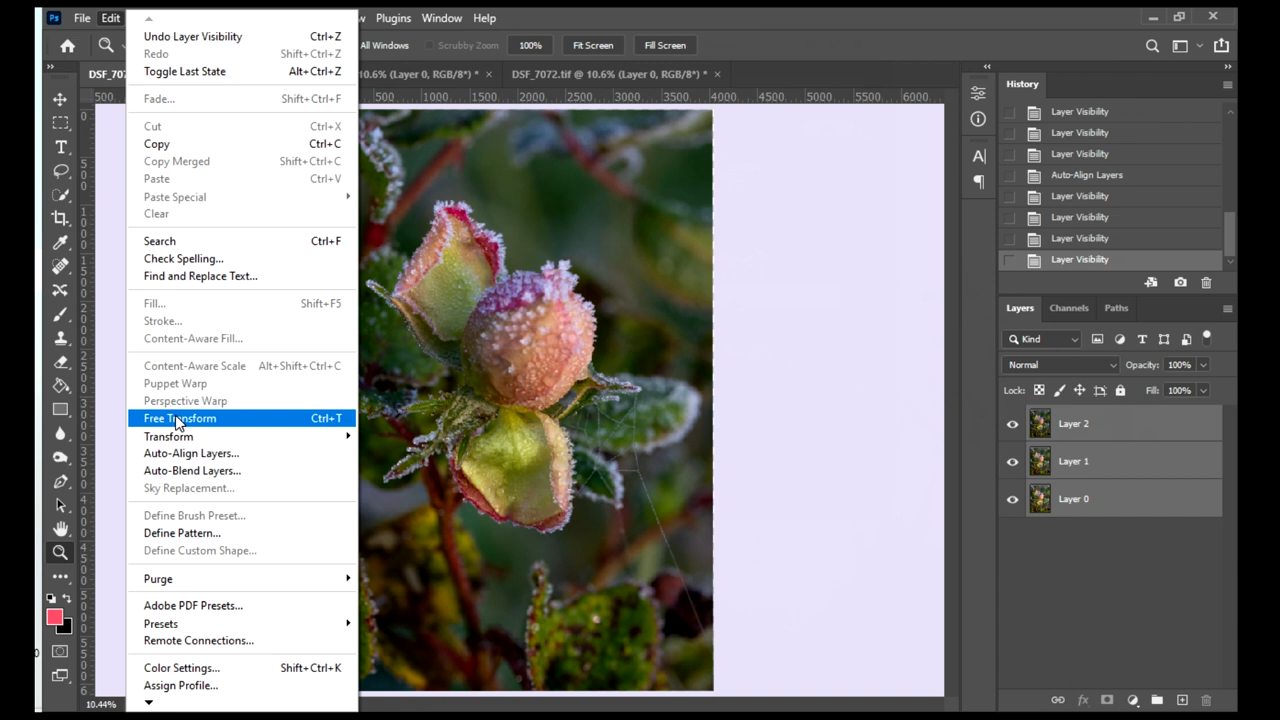 Ps File Edit Plugins Window Help
All Windows Scrubby Zoom 100% Fit Screen Fill Screen
DSF_707 10.6% (Layer 0, RGB/8*) * × DSF_7072.tif @ 10.6% (Layer 0, RGB/8*) * ×
500 500 1000 1500 2000 2500 3000 3500 4000 4500 5000 5500 6000
Undo Layer Visibility Ctrl+Z
Redo Shift+Ctrl+Z
Toggle Last State Alt+Ctrl+Z
Fade... Shift+Ctrl+F
Cut Ctrl+X
Copy Ctrl+C
Copy Merged Shift+Ctrl+C
Paste Ctrl+V
Paste Special
Clear
Search Ctrl+F
Check Spelling...
Find and Replace Text...
Fill... Shift+F5
Stroke...
Content-Aware Fill...
Content-Aware Scale Alt+Shift+Ctrl+C
Puppet Warp
Perspective Warp
Free Transform Ctrl+T
Transform
Auto-Align Layers...
Auto-Blend Layers...
Sky Replacement...
Define Brush Preset...
Define Pattern...
Define Custom Shape...
Purge
Adobe PDF Presets...
Presets
Remote Connections...
Color Settings... Shift+Ctrl+K
Assign Profile...
10.44%
History
Layer Visibility
Layer Visibility
Layer Visibility
Auto-Align Layers
Layer Visibility
Layer Visibility
Layer Visibility
Layer Visibility
Layers Channels Paths
Kind
Normal Opacity: 100%
Lock: Fill: 100%
Layer 2
Layer 1
Layer 0